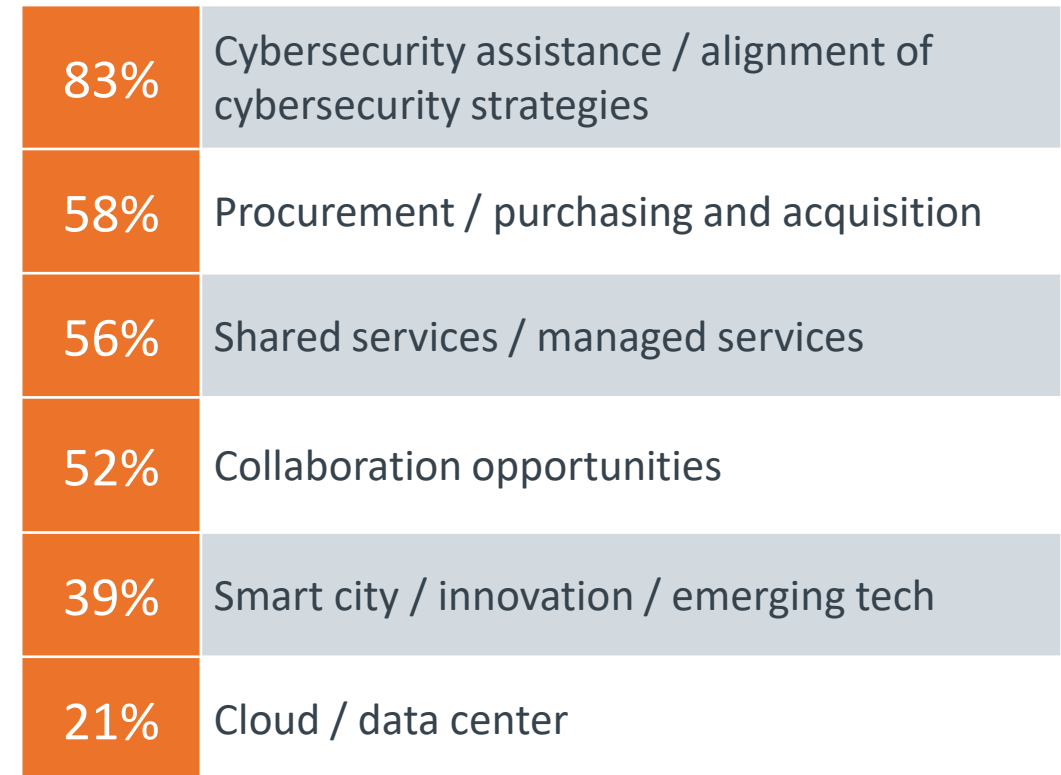 83%
Cybersecurity assistance / alignment of
cybersecurity strategies
58%
Procurement / purchasing and acquisition
56%
Shared services / managed services
52%
Collaboration opportunities
39%
Smart city / innovation / emerging tech
21%
Cloud / data center